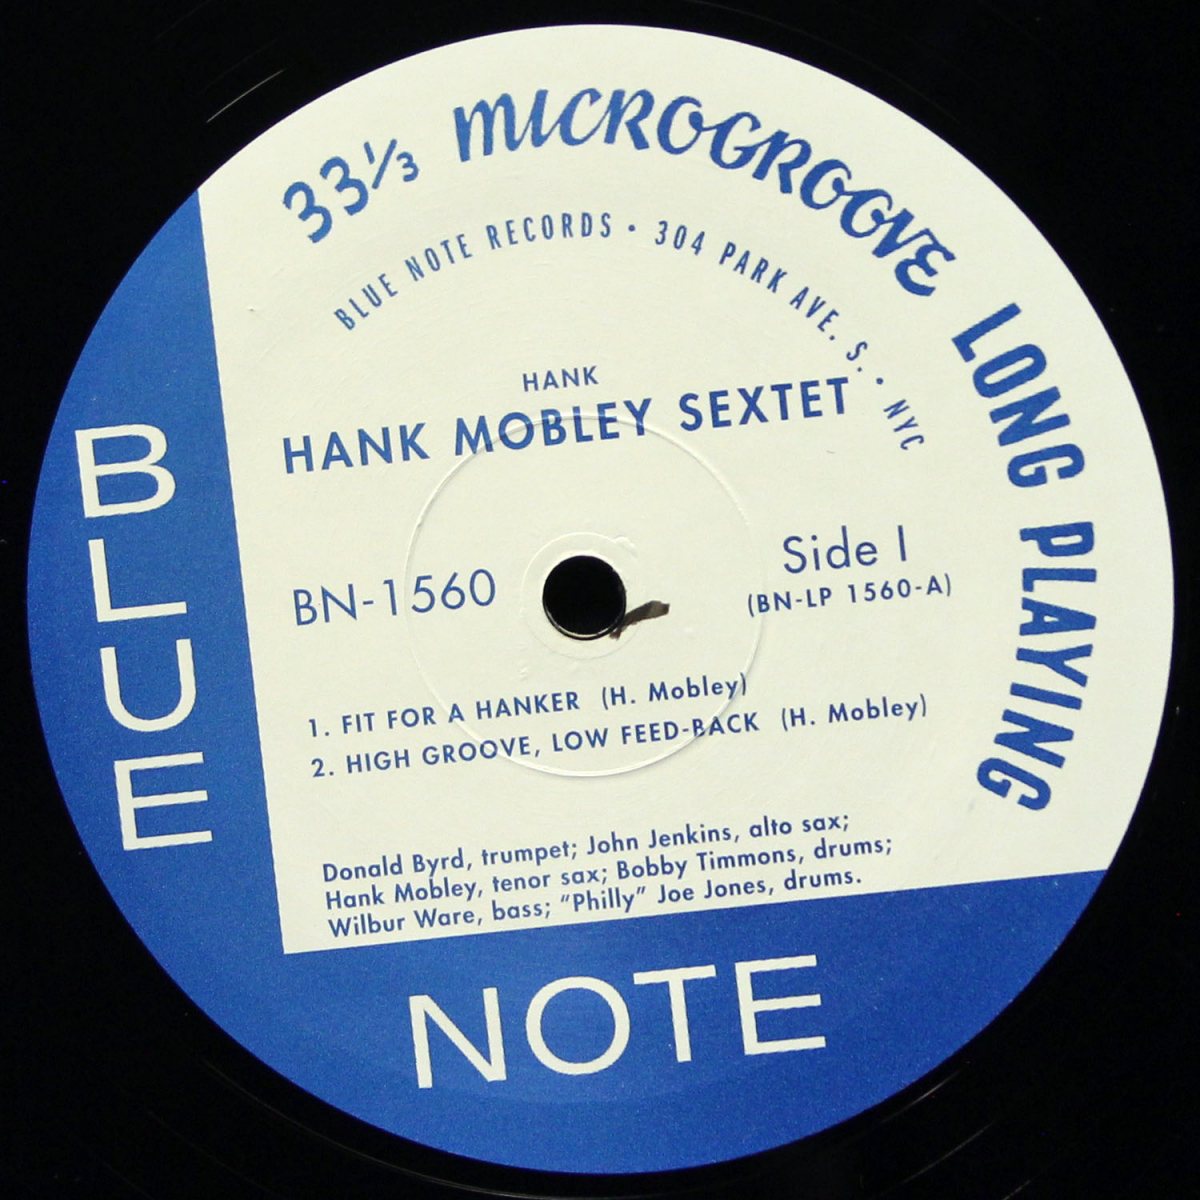 33⅓ MICROGROOVE LONG PLAYING
BLUE NOTE RECORDS • 304 PARK AVE. S. • NYC
HANK
HANK MOBLEY SEXTET
BN-1560
Side I
(BN-LP 1560-A)
1. FIT FOR A HANKER (H. Mobley)
2. HIGH GROOVE, LOW FEED-BACK (H. Mobley)
Donald Byrd, trumpet; John Jenkins, alto sax;
Hank Mobley, tenor sax; Bobby Timmons, drums;
Wilbur Ware, bass; "Philly" Joe Jones, drums.
BLUE
NOTE